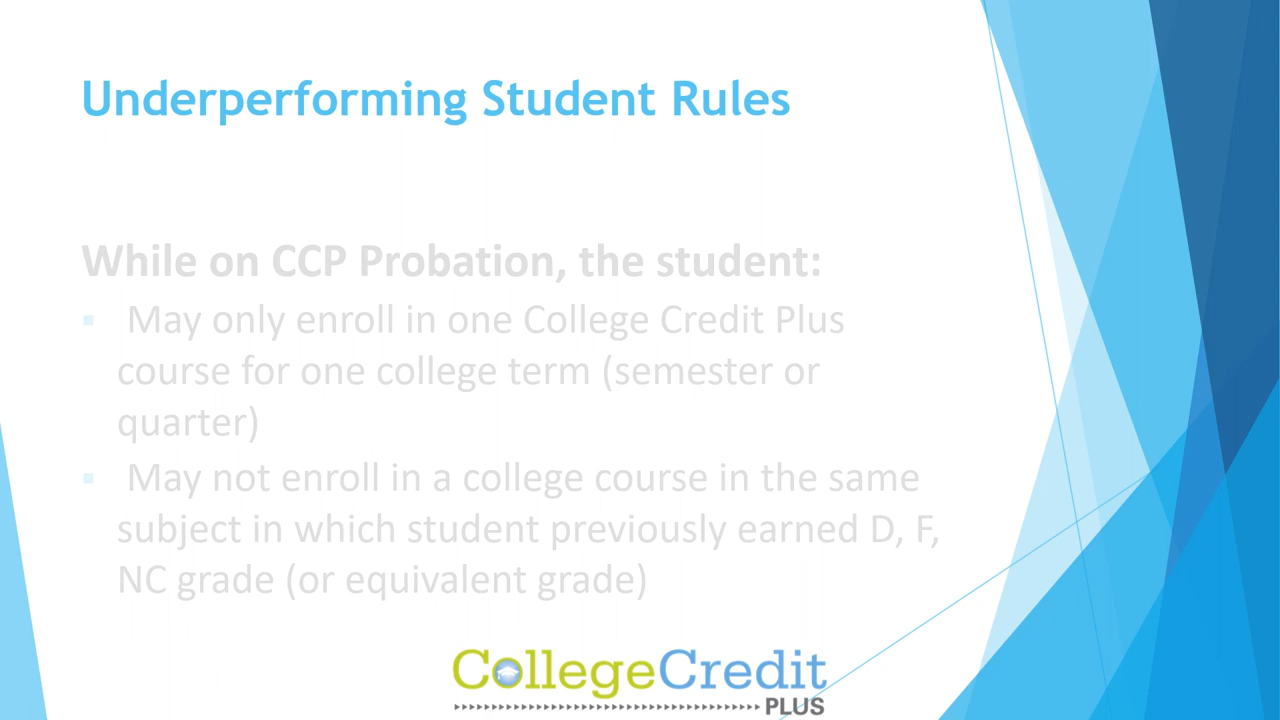 Underperforming Student Rules
While on CCP Probation, the student:
▪ May only enroll in one College Credit Plus
course for one college term (semester or
quarter)
▪ May not enroll in a college course in the same
subject in which student previously earned D, F,
NC grade (or equivalent grade)
CollegeCredit
PLUS